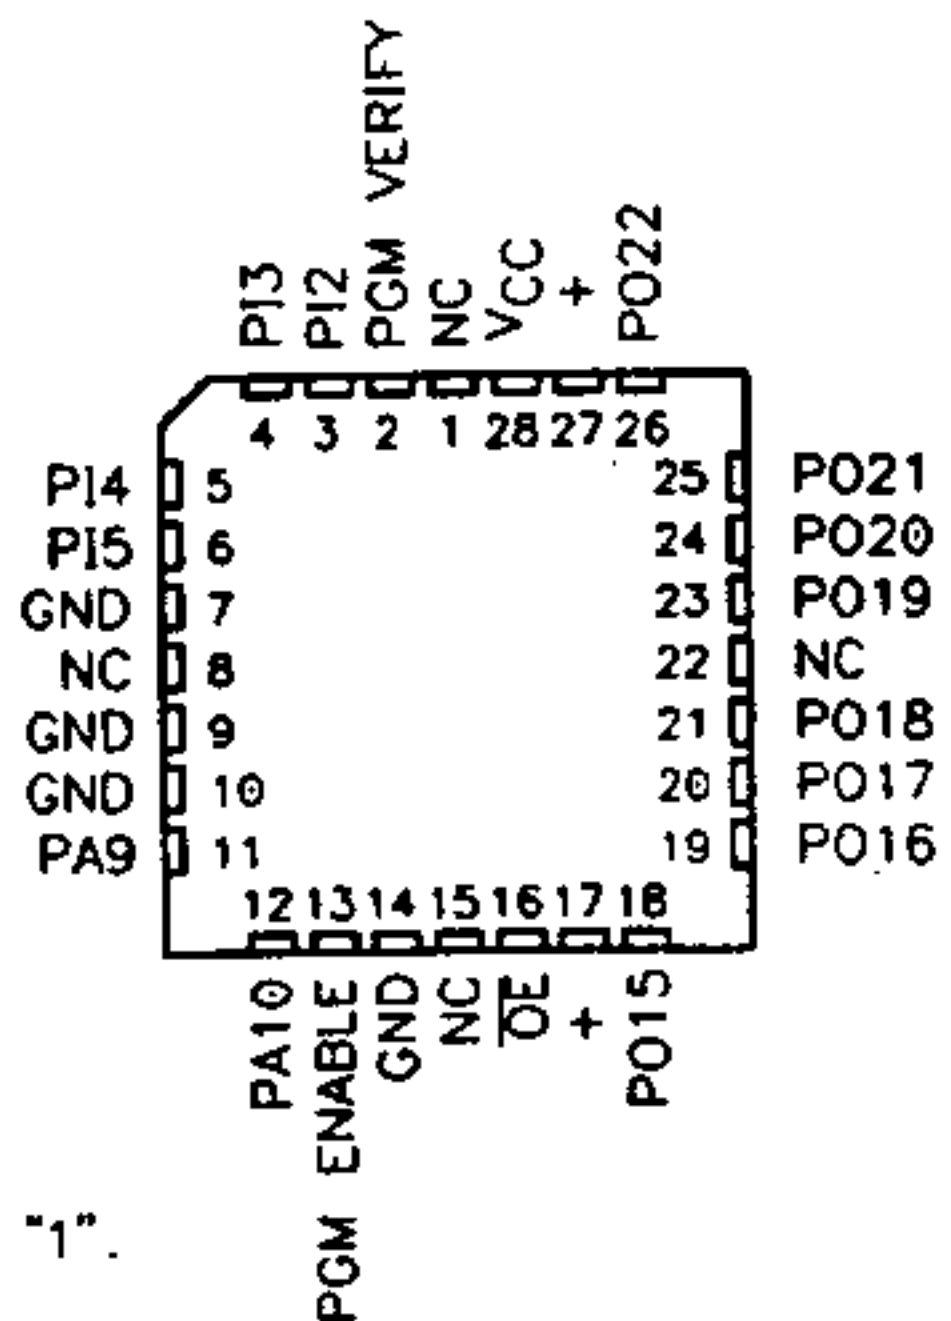 PI3 PI2 PGM VERIFY NC VCC + PO22
4 3 2 1 28 27 26
PI4 5 25 PO21
PI5 6 24 PO20
GND 7 23 PO19
NC 8 22 NC
GND 9 21 PO18
GND 10 20 PO17
PA9 11 19 PO16
12 13 14 15 16 17 18
PA10 PGM ENABLE GND NC OE + PO15
"1".